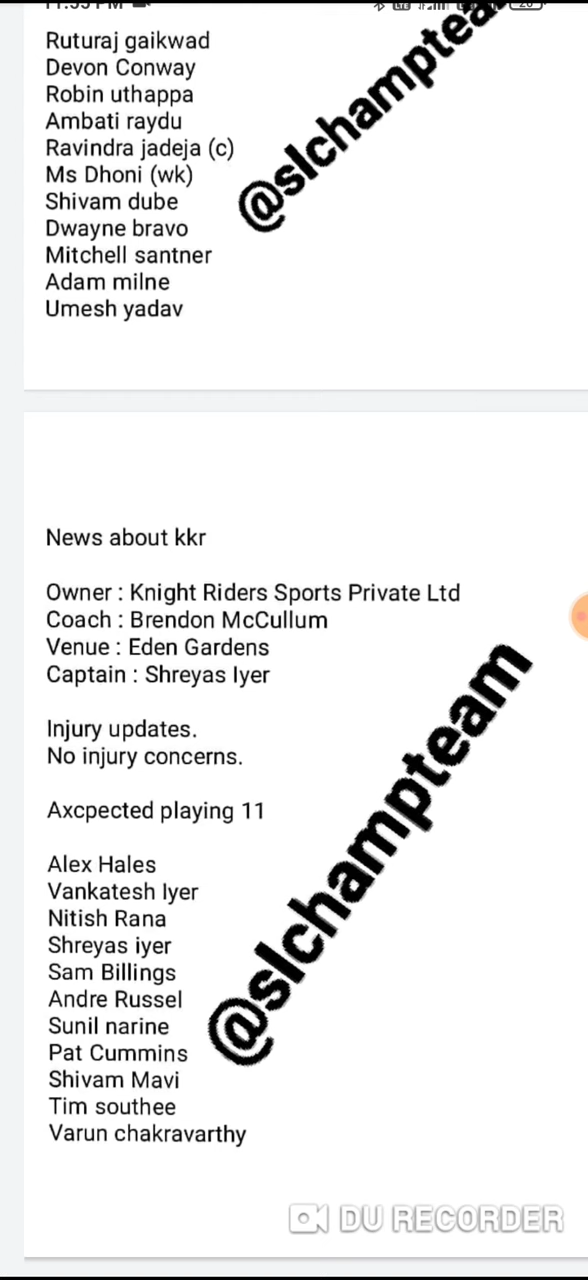 Ruturaj gaikwad
Devon Conway
Robin uthappa
Ambati raydu
Ravindra jadeja (c)
Ms Dhoni (wk)
Shivam dube
Dwayne bravo
Mitchell santner
Adam milne
Umesh yadav
@slchamptea
News about kkr
Owner : Knight Riders Sports Private Ltd
Coach : Brendon McCullum
Venue : Eden Gardens
Captain : Shreyas Iyer
Injury updates.
No injury concerns.
Axcpected playing 11
Alex Hales
Vankatesh Iyer
Nitish Rana
Shreyas iyer
Sam Billings
Andre Russel
Sunil narine
Pat Cummins
Shivam Mavi
Tim southee
Varun chakravarthy
@slchampteam
DU RECORDER